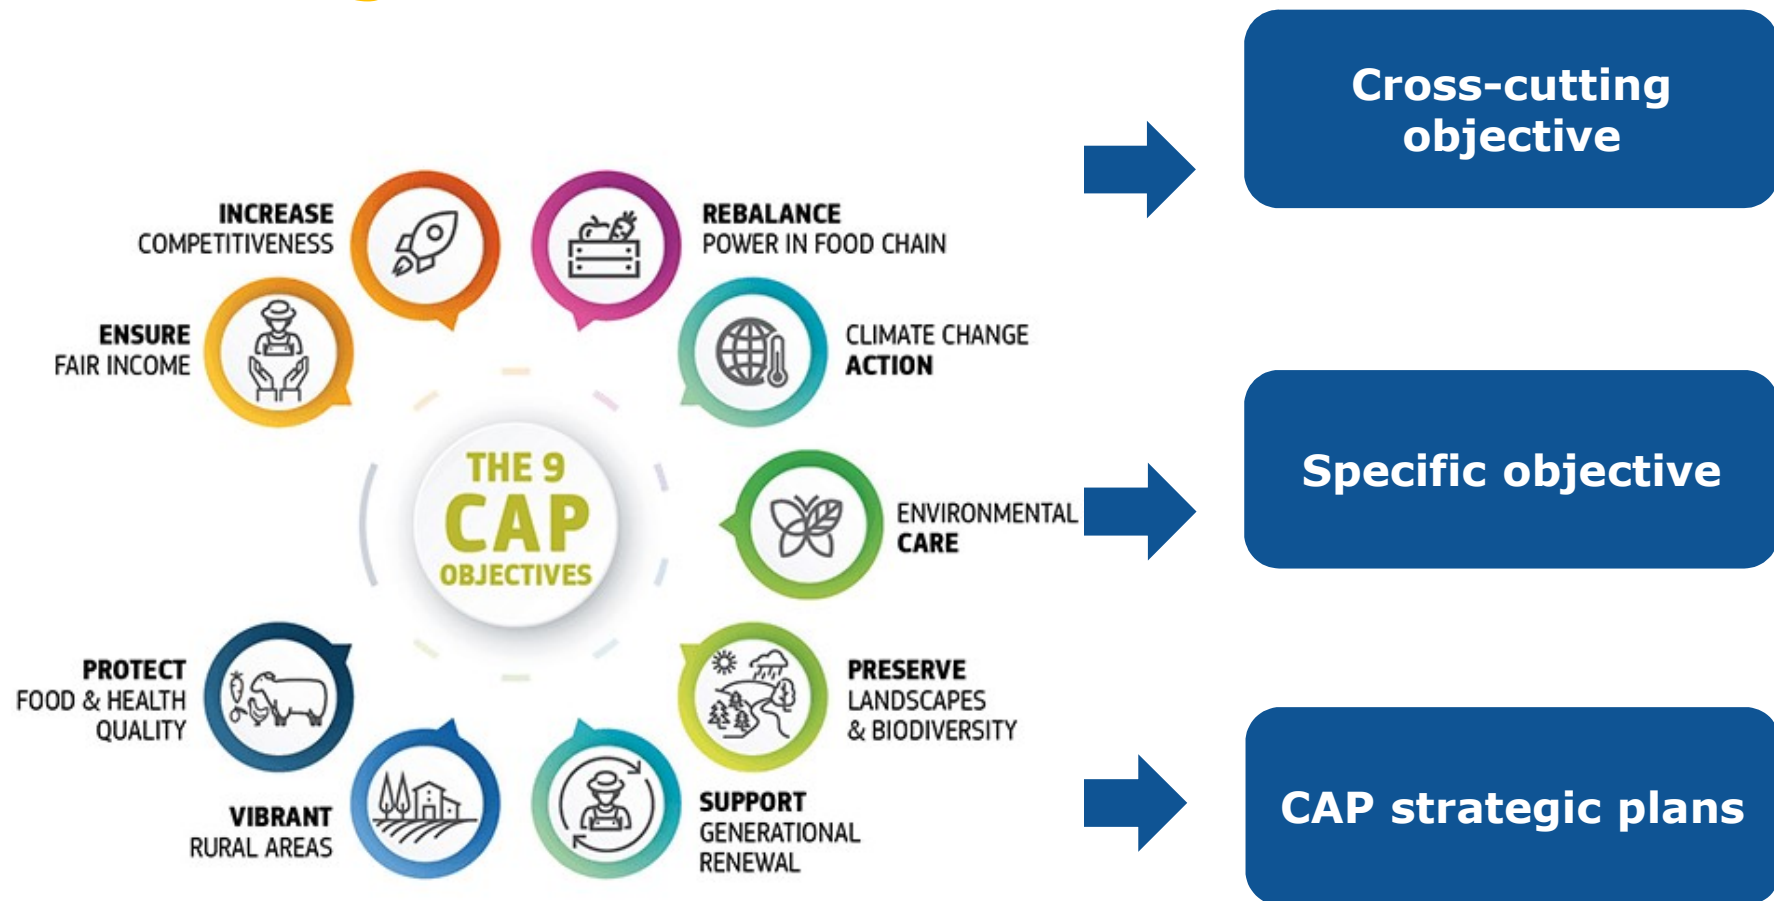 Cross-cutting
objective
INCREASE
COMPETITIVENESS
REBALANCE
POWER IN FOOD CHAIN
ENSURE
FAIR INCOME
CLIMATE CHANGE
ACTION
THE 9
CAP
OBJECTIVES
ENVIRONMENTAL
CARE
Specific objective
PROTECT
FOOD & HEALTH
QUALITY
PRESERVE
LANDSCAPES
& BIODIVERSITY
VIBRANT
RURAL AREAS
SUPPORT
GENERATIONAL
RENEWAL
CAP strategic plans